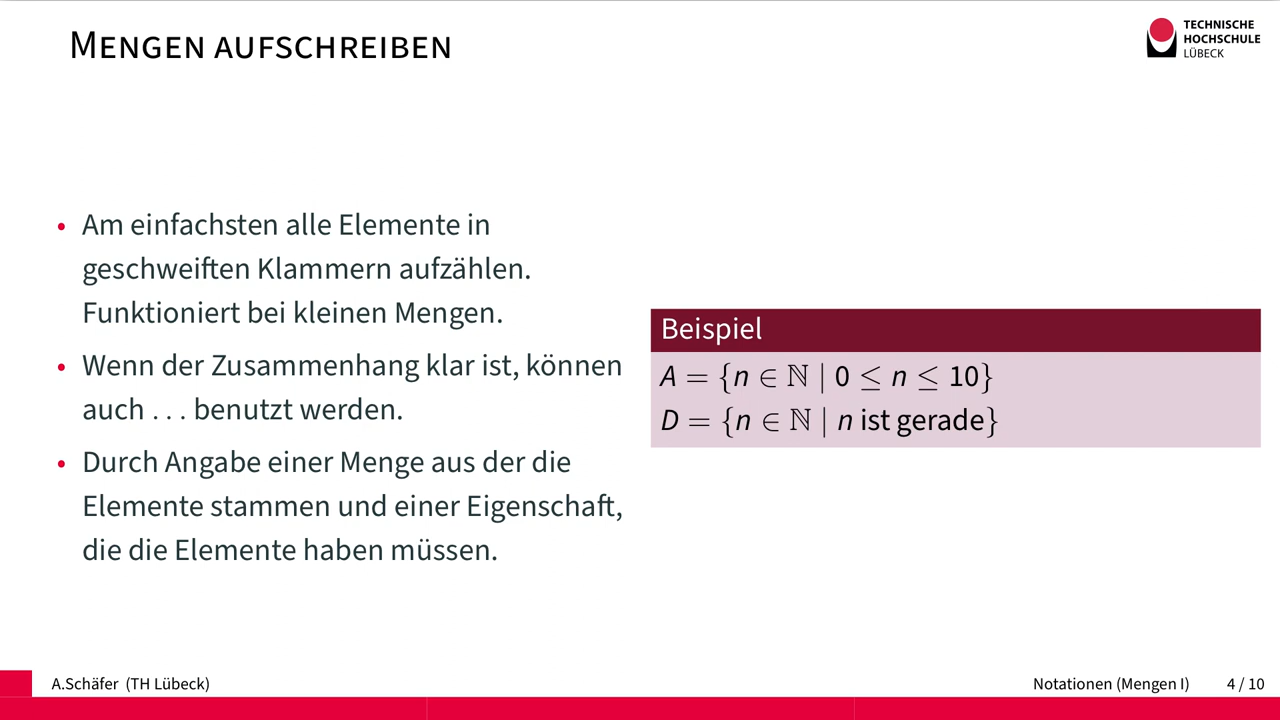 Mengen aufschreiben
TECHNISCHE
HOCHSCHULE
LÜBECK
• Am einfachsten alle Elemente in
geschweiften Klammern aufzählen.
Funktioniert bei kleinen Mengen.
• Wenn der Zusammenhang klar ist, können
auch . . . benutzt werden.
• Durch Angabe einer Menge aus der die
Elemente stammen und einer Eigenschaft,
die die Elemente haben müssen.
Beispiel
A = {n ∈ ℕ | 0 ≤ n ≤ 10}
D = {n ∈ ℕ | n ist gerade}
A.Schäfer (TH Lübeck)
Notationen (Mengen I)
4 / 10